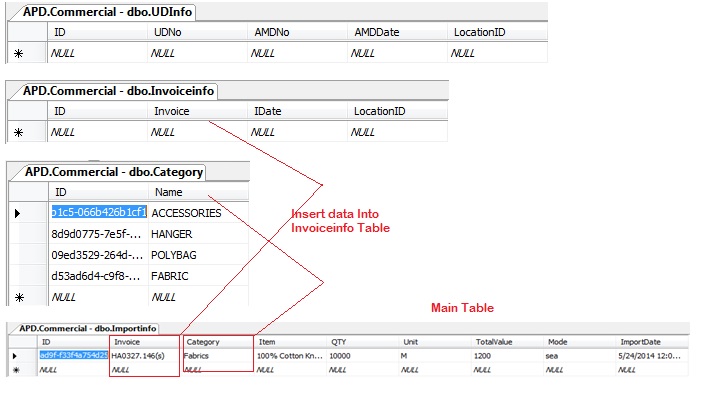 APD.Commercial - dbo.UDInfo
ID UDNo AMDNo AMDDate LocationID
NULL NULL NULL NULL NULL
APD.Commercial - dbo.Invoiceinfo
ID Invoice IDate LocationID
NULL NULL NULL NULL
APD.Commercial - dbo.Category
ID Name
b1c5-066b426b1cf1 ACCESSORIES
8d9d0775-7e5f-... HANGER
09ed3529-264d-... POLYBAG
d53ad6d4-c9f8-... FABRIC
NULL NULL
Insert data Into
Invoiceinfo Table
Main Table
APD.Commercial - dbo.Importinfo
ID Invoice Category Item QTY Unit TotalValue Mode ImportDate
ad9f-f33f4a754d25 HA0327.146(s) Fabrics 100% Cotton Kn... 10000 M 1200 sea 5/24/2014 12:0...
NULL NULL NULL NULL NULL NULL NULL NULL NULL